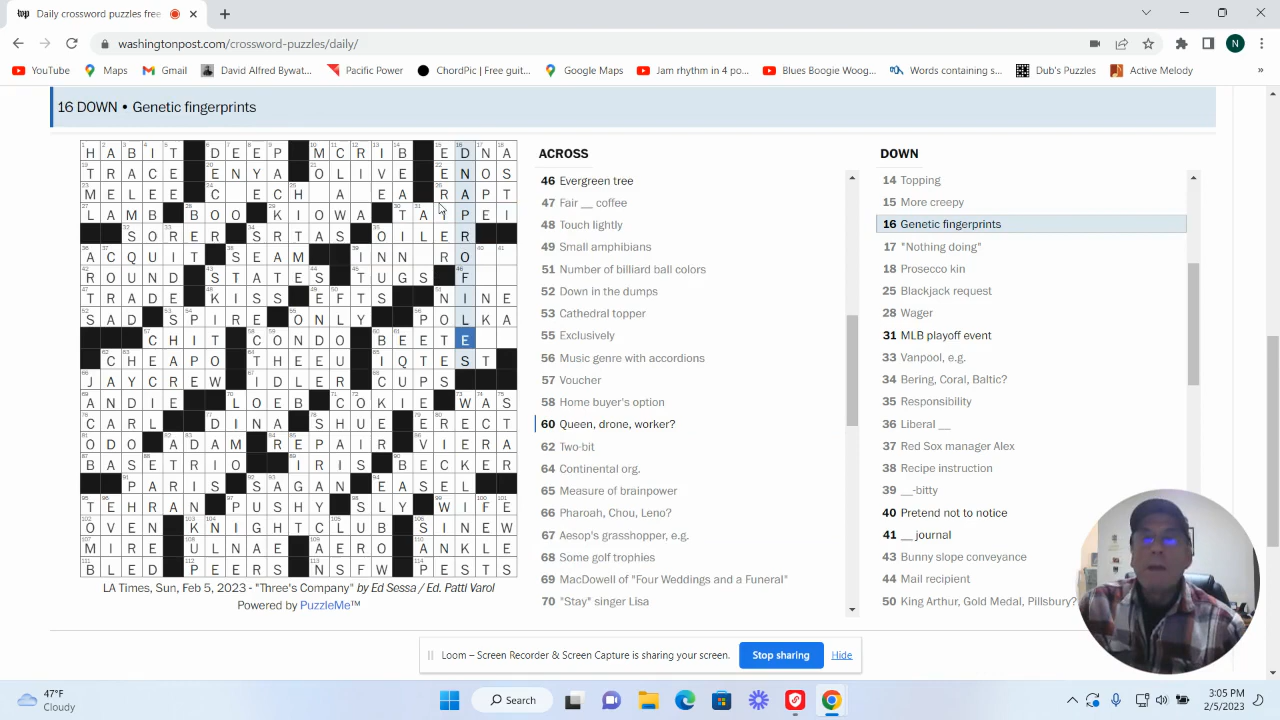 Daily crossword puzzles free
washingtonpost.com/crossword-puzzles/daily/
N
YouTube Maps Gmail David Alfred Bywat... Pacific Power ChordPic | Free guit... Google Maps Jam rhythm in 4 po... Blues Boogie Woog... Words containing s... Dub's Puzzles Active Melody
16 DOWN • Genetic fingerprints
H A B I T D E E P M C R I B E D N A
T R A C E N Y A O L I V E E N O S
M E L E E C E C H A E A R A P T
L A M B B O O K I O W A T A I P E I
S O R E R S R T A S O I L E R
A C Q U I T S E A M I N N R O
R O U N D S T A T E S T U G S F
T R A D E K I S S E F T S N I N E
S A D S P I R E O N L Y P O L K A
C H I T C O N D O B E E T E
C H E A P O T H E E U I Q T E S T
J A Y C R E W I D L E R C U P S
A N D I E L O E B C O K I E W A S
C A R L D I N A S H U E E R C T
O D O A D A M R E P A I R V I E R A
B A S E T R I O I R I S B E C K E R
P A R I S S A G A N E A S E L
T E H R A N P U S H Y S L Y W I F E
O V E N N I G H T C L U B S I N E W
M I R E U L N A E A E R O A N K L E
B L E D P I E R S N S F W P E S T S
LA Times, Sun, Feb 5, 2023 - "Three's Company" by Ed Sessa / Ed. Patti Varol
Powered by PuzzleMe™
ACROSS
46 Evergreen tree
47 Fair __ coffee
48 Touch lightly
49 Small amphibians
51 Number of billiard ball colors
52 Down in the dumps
53 Cathedral topper
55 Exclusively
56 Music genre with accordions
57 Voucher
58 Home buyer's option
60 Queen, drone, worker?
62 Two-bit
64 Continental org.
65 Measure of brainpower
66 Pharoah, Chou, Leno?
67 Aesop's grasshopper, e.g.
68 Some golf trophies
69 MacDowell of "Four Weddings and a Funeral"
70 "Stay" singer Lisa
DOWN
14 Topping
15 More creepy
16 Genetic fingerprints
17 "Nothing doing"
18 Prosecco kin
25 Blackjack request
28 Wager
31 MLB playoff event
33 Vanpool, e.g.
34 Bering, Coral, Baltic?
35 Responsibility
36 Liberal __
37 Red Sox manager Alex
38 Recipe instruction
39 __-bitty
40 Pretend not to notice
41 __ journal
43 Bunny slope conveyance
44 Mail recipient
50 King Arthur, Gold Medal, Pillsbury?
Loom – Screen Recorder & Screen Capture is sharing your screen. Stop sharing Hide
47°F
Cloudy
Search
3:05 PM
2/5/2023